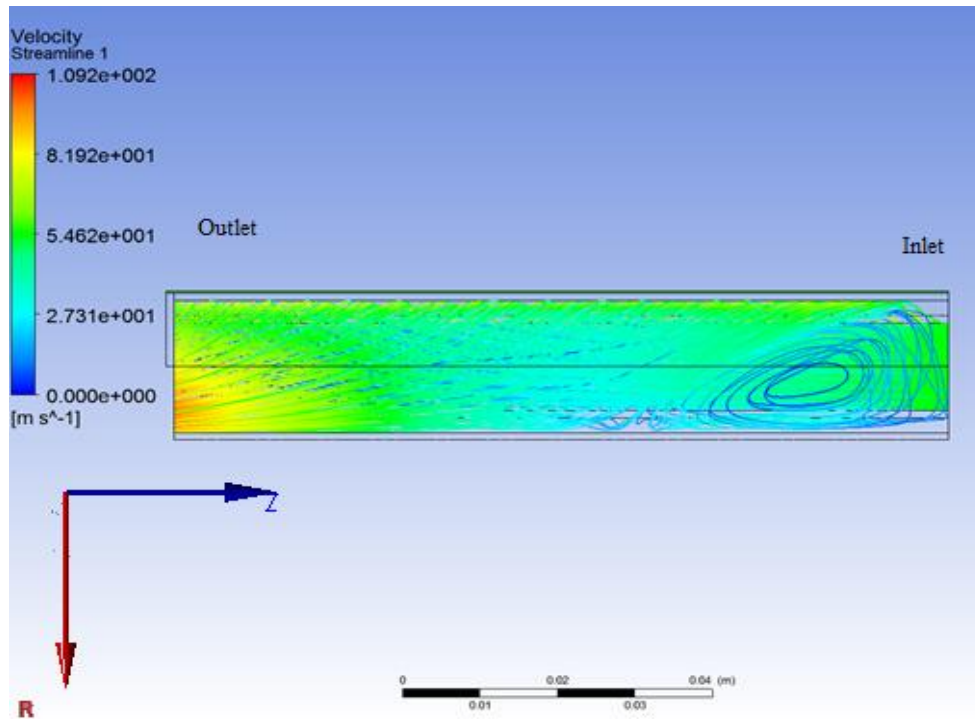 Velocity
Streamline 1
1.092e+002
8.192e+001
5.462e+001
2.731e+001
0.000e+000
[m s^-1]
Outlet
Inlet
Z
R
0 0.02 0.04 (m)
0.01 0.03